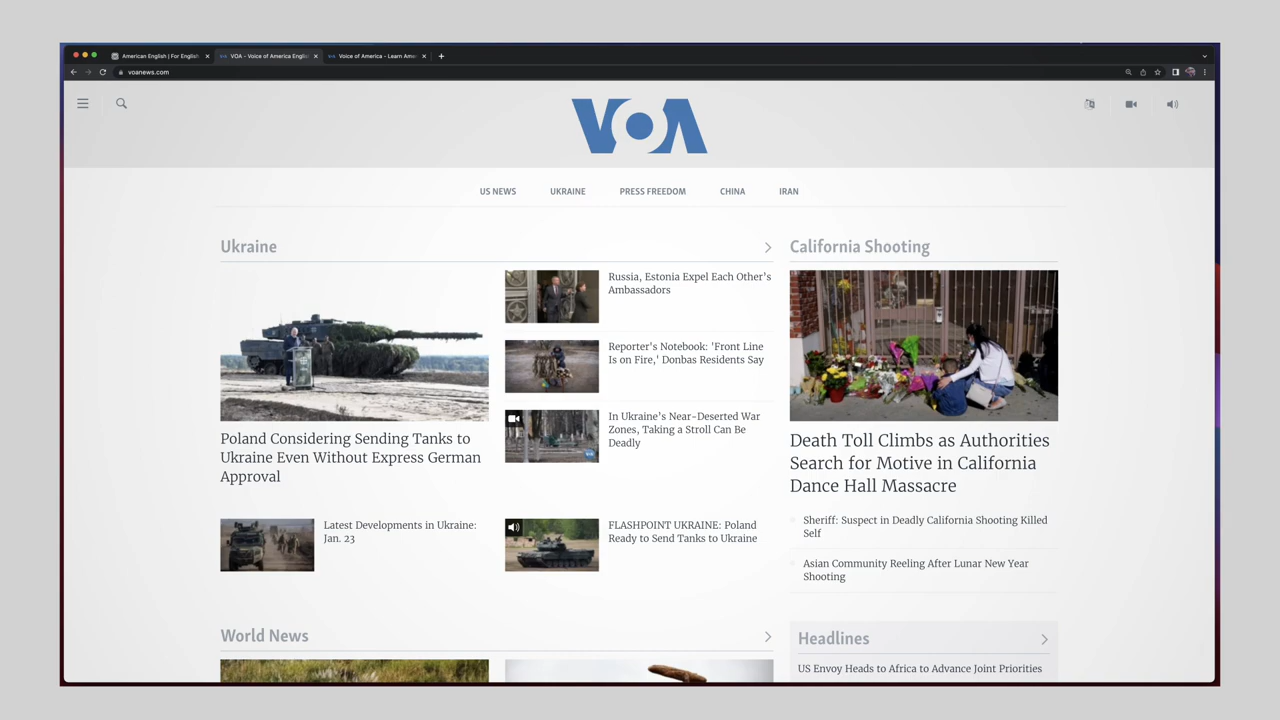 American English | For English
VOA - Voice of America Englis
Voice of America - Learn Amer
voanews.com
VOA
US NEWS
UKRAINE
PRESS FREEDOM
CHINA
IRAN
Ukraine
Poland Considering Sending Tanks to
Ukraine Even Without Express German
Approval
Russia, Estonia Expel Each Other's
Ambassadors
Reporter's Notebook: 'Front Line
Is on Fire,' Donbas Residents Say
In Ukraine's Near-Deserted War
Zones, Taking a Stroll Can Be
Deadly
Latest Developments in Ukraine:
Jan. 23
FLASHPOINT UKRAINE: Poland
Ready to Send Tanks to Ukraine
California Shooting
Death Toll Climbs as Authorities
Search for Motive in California
Dance Hall Massacre
Sheriff: Suspect in Deadly California Shooting Killed
Self
Asian Community Reeling After Lunar New Year
Shooting
World News
Headlines
US Envoy Heads to Africa to Advance Joint Priorities